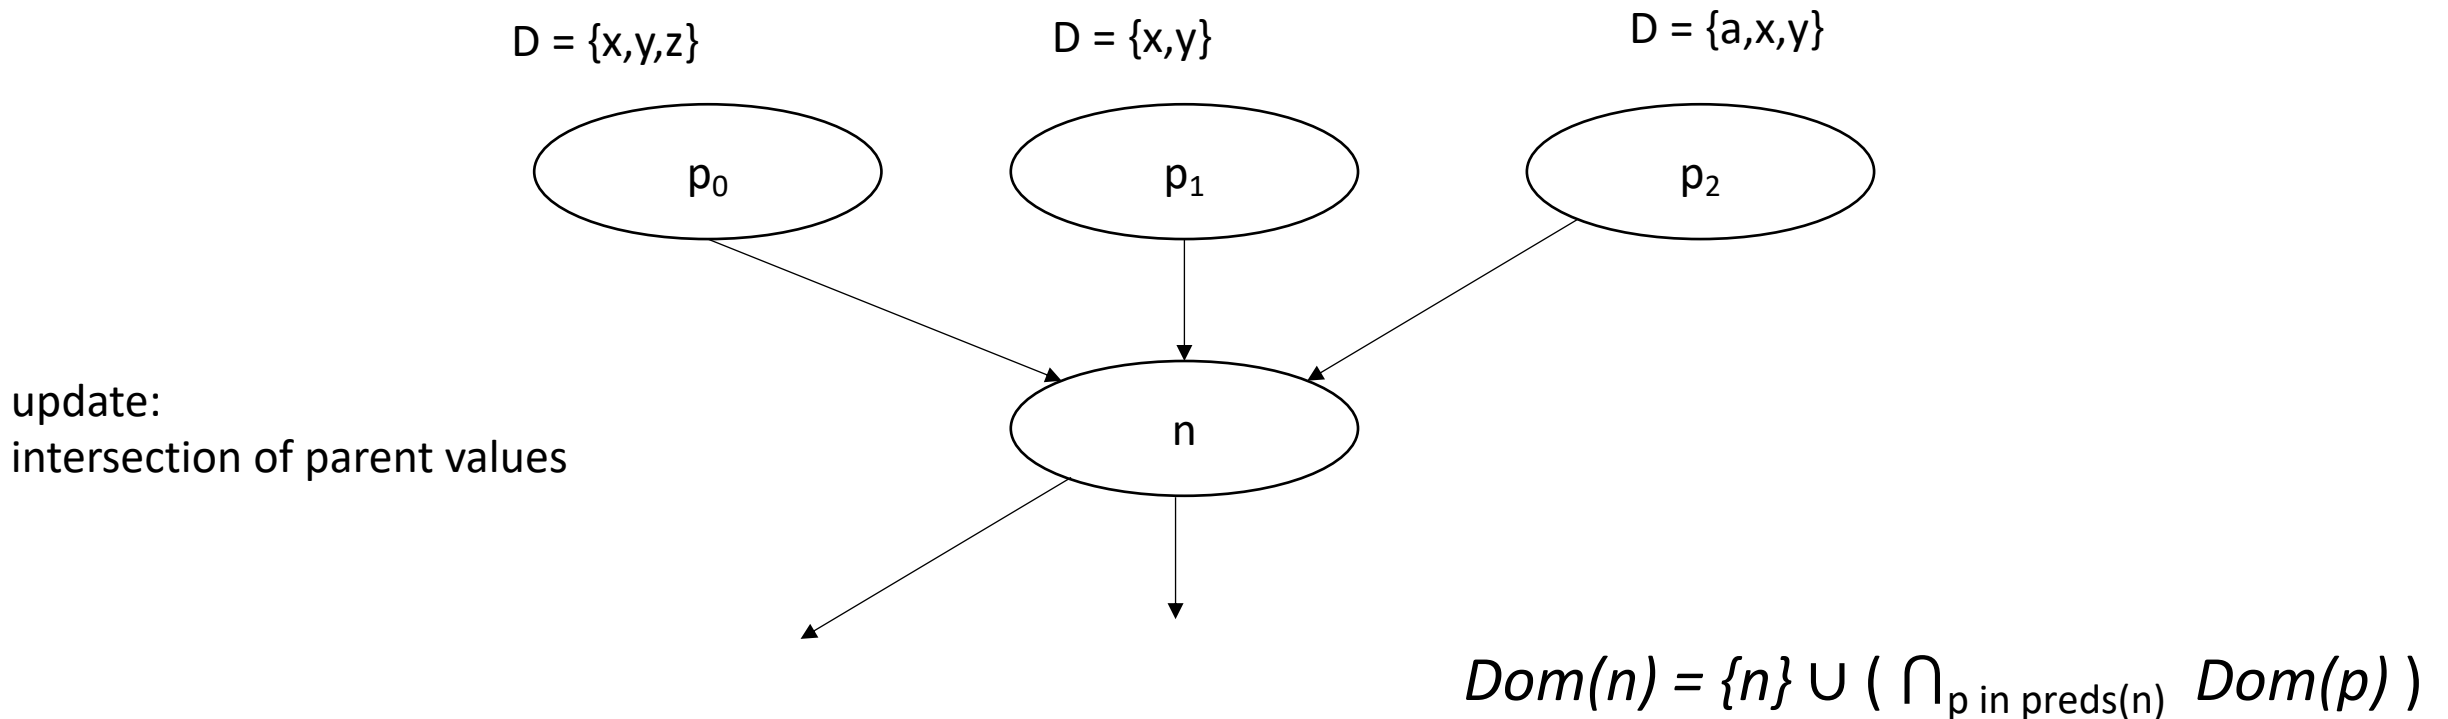 D = {x,y,z}
D = {x,y}
D = {a,x,y}
p₀
p₁
p₂
n
update:
intersection of parent values
Dom(n) = {n} ∪ ( ⋂p in preds(n) Dom(p) )